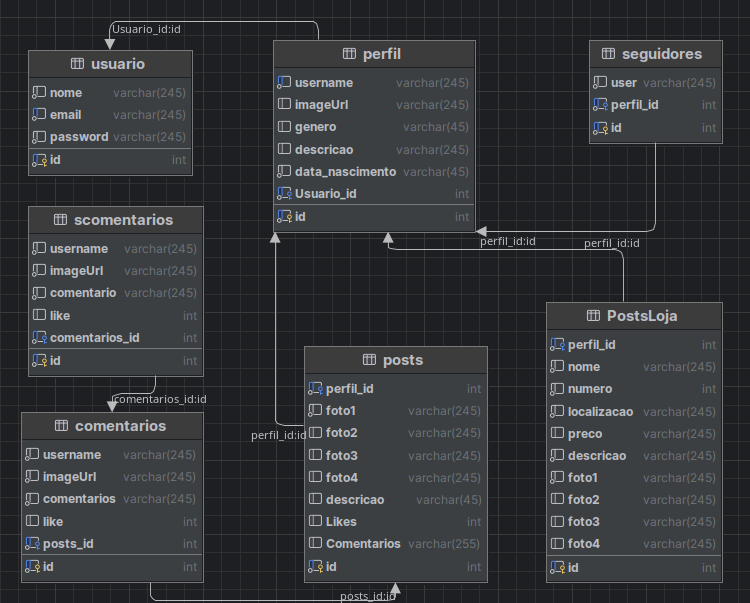 Usuario_id:id
usuario
nome varchar(245)
email varchar(245)
password varchar(245)
id int
perfil
username varchar(245)
imageUrl varchar(245)
genero varchar(45)
descricao varchar(245)
data_nascimento varchar(45)
Usuario_id int
id int
seguidores
user varchar(245)
perfil_id int
id int
perfil_id:id
perfil_id:id
scomentarios
username varchar(245)
imageUrl varchar(245)
comentario varchar(245)
like int
comentarios_id int
id int
comentarios_id:id
comentarios
username varchar(245)
imageUrl varchar(245)
comentarios varchar(245)
like int
posts_id int
id int
perfil_id:id
posts
perfil_id int
foto1 varchar(245)
foto2 varchar(245)
foto3 varchar(245)
foto4 varchar(245)
descricao varchar(45)
Likes int
Comentarios varchar(255)
id int
posts_id:id
PostsLoja
perfil_id int
nome varchar(245)
numero int
localizacao varchar(245)
preco varchar(245)
descricao varchar(245)
foto1 varchar(245)
foto2 varchar(245)
foto3 varchar(245)
foto4 varchar(245)
id int